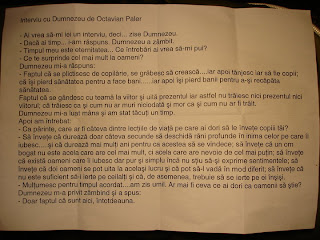 Interviu cu Dumnezeu de Octavian Paler
- Ai vrea să-mi iei un interviu, deci... zise Dumnezeu.
- Dacă ai timp... i-am răspuns. Dumnezeu a zâmbit.
- Timpul meu este eternitatea... Ce întrebări ai vrea să-mi pui?
- Ce te surprinde cel mai mult la oameni?
Dumnezeu mi-a răspuns:
- Faptul că se plictisesc de copilărie, se grăbesc să crească....iar apoi tânjesc iar să fie copii;
că își pierd sănătatea pentru a face bani......iar apoi își pierd banii pentru a-și recăpăta
sănătatea.
Faptul că se gândesc cu teamă la viitor și uită prezentul iar astfel nu trăiesc nici prezentul nici
viitorul; că trăiesc ca și cum nu ar muri niciodată și mor ca și cum nu ar fi trăit.
Dumnezeu mi-a luat mâna și am stat tăcuți un timp.
Apoi am întrebat:
- Ca părinte, care ar fi câteva dintre lecțiile de viață pe care ai dori să le învețe copiii tăi?
- Să învețe că durează doar câteva secunde să deschidă răni profunde în inima celor pe care îi
iubesc.....și că durează mai mulți ani pentru ca acestea să se vindece; să învețe că un om
bogat nu este acela care are cel mai mult, ci acela care are nevoie de cel mai puțin; să învețe
că există oameni care îi iubesc dar pur și simplu încă nu știu să-și exprime sentimentele; să
învețe că doi oameni se pot uita la același lucru și că pot să-l vadă în mod diferit; să învețe că
nu este suficient să-i ierte pe ceilalți și că, de asemenea, trebuie să se ierte pe ei înșiși.
- Mulțumesc pentru timpul acordat....am zis umil. Ar mai fi ceva ce ai dori ca oamenii să știe?
Dumnezeu m-a privit zâmbind și a spus:
- Doar faptul că sunt aici, întotdeauna.